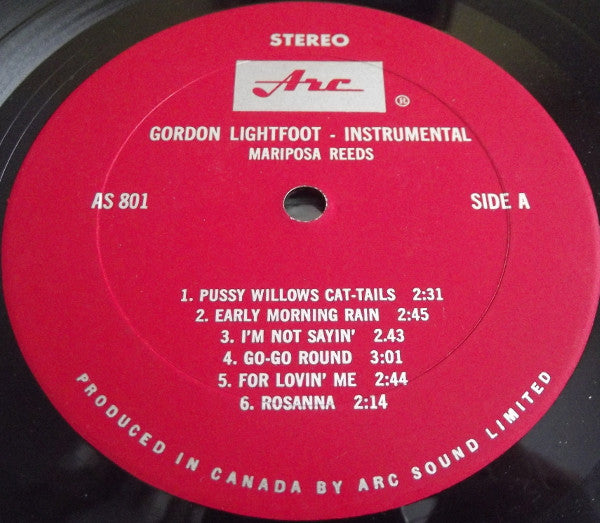 STEREO
Arc
®
GORDON LIGHTFOOT - INSTRUMENTAL
MARIPOSA REEDS
AS 801
SIDE A
1. PUSSY WILLOWS CAT-TAILS 2:31
2. EARLY MORNING RAIN 2:45
3. I'M NOT SAYIN' 2.43
4. GO-GO ROUND 3:01
5. FOR LOVIN' ME 2:44
6. ROSANNA 2:14
PRODUCED IN CANADA BY ARC SOUND LIMITED